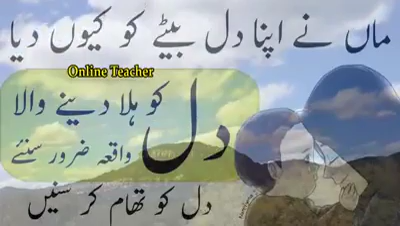 ماں نے اپنا دل بیٹے کو کیوں دیا
Online Teacher
دل کو ہلا دینے والا
واقعہ ضرور سنئے
دل کو تھام کر سنیں